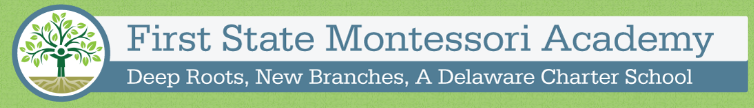 First State Montessori Academy
Deep Roots, New Branches, A Delaware Charter School